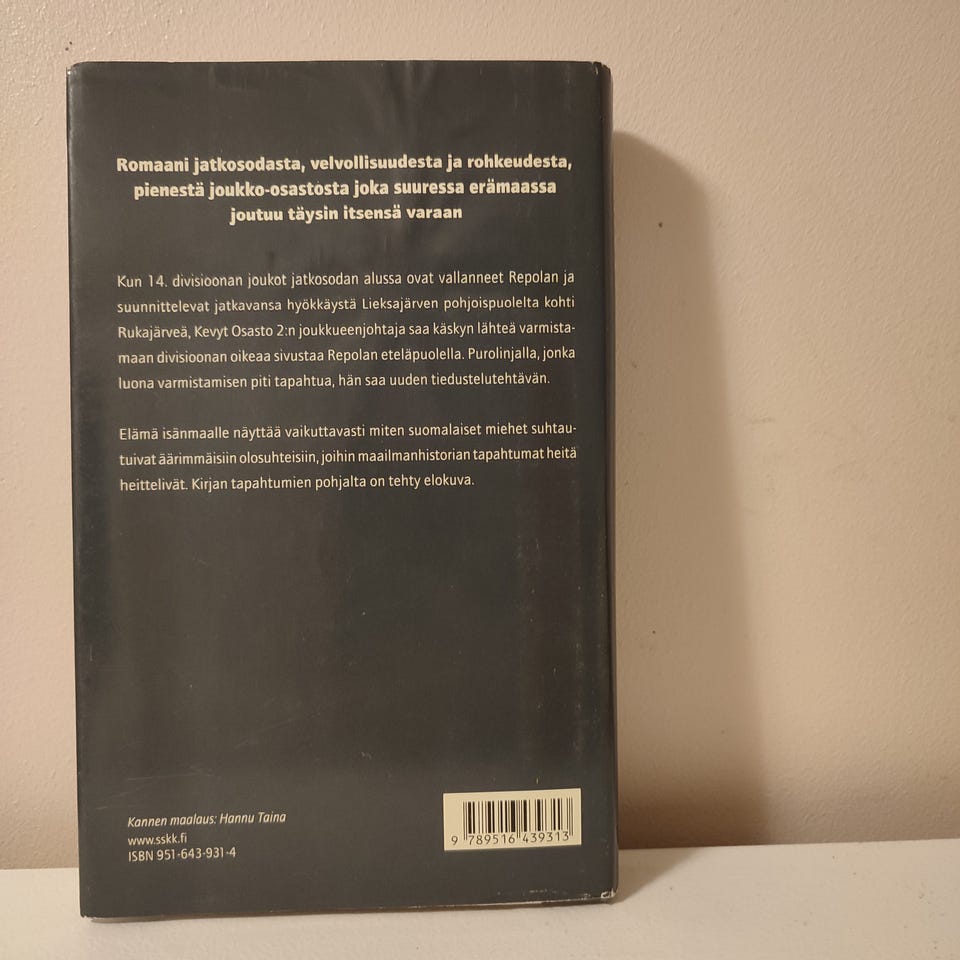 Romaani jatkosodasta, velvollisuudesta ja rohkeudesta,
pienestä joukko-osastosta joka suuressa erämaassa
joutuu täysin itsensä varaan
Kun 14. divisioonan joukot jatkosodan alussa ovat vallanneet Repolan ja
suunnittelevat jatkavansa hyökkäystä Lieksajärven pohjoispuolelta kohti
Rukajärveä, Kevyt Osasto 2:n joukkueenjohtaja saa käskyn lähteä varmista-
maan divisioonan oikeaa sivustaa Repolan eteläpuolella. Purolinjalla, jonka
luona varmistamisen piti tapahtua, hän saa uuden tiedustelutehtävän.
Elämä isänmaalle näyttää vaikuttavasti miten suomalaiset miehet suhtau-
tuivat äärimmäisiin olosuhteisiin, joihin maailmanhistorian tapahtumat heitä
heittelivät. Kirjan tapahtumien pohjalta on tehty elokuva.
Kannen maalaus: Hannu Taina
www.sskk.fi
ISBN 951-643-931-4
9 789516 439313